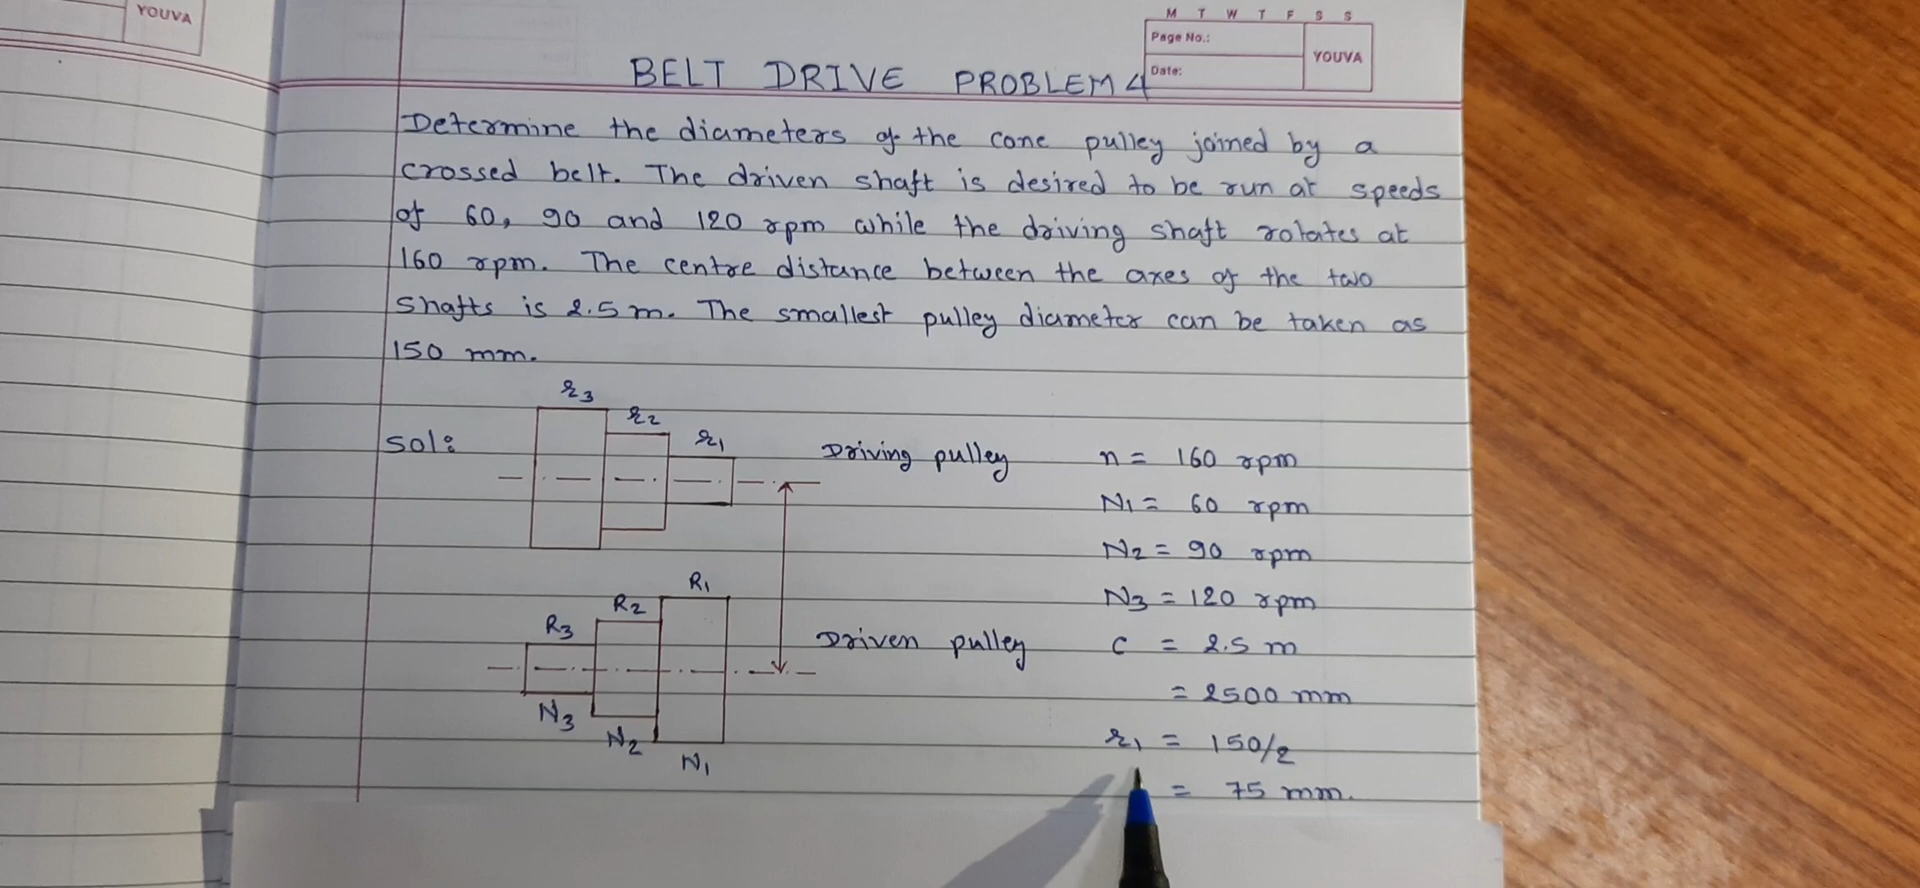 YOUVA
M T W T F S S
Page No.:
YOUVA
Date:
BELT DRIVE PROBLEM 4
Determine the diameters of the cone pulley joined by a
crossed belt. The driven shaft is desired to be run at speeds
of 60, 90 and 120 rpm while the driving shaft rotates at
160 rpm. The centre distance between the axes of the two
shafts is 2.5 m. The smallest pulley diameter can be taken as
150 mm.
r3
r2
r1
Sol:
Driving pulley
n = 160 rpm
N1 = 60 rpm
N2 = 90 rpm
R1
R2
R3
N3 = 120 rpm
Driven pulley
C = 2.5 m
= 2500 mm
N3
N2
N1
r1 = 150/2
= 75 mm.